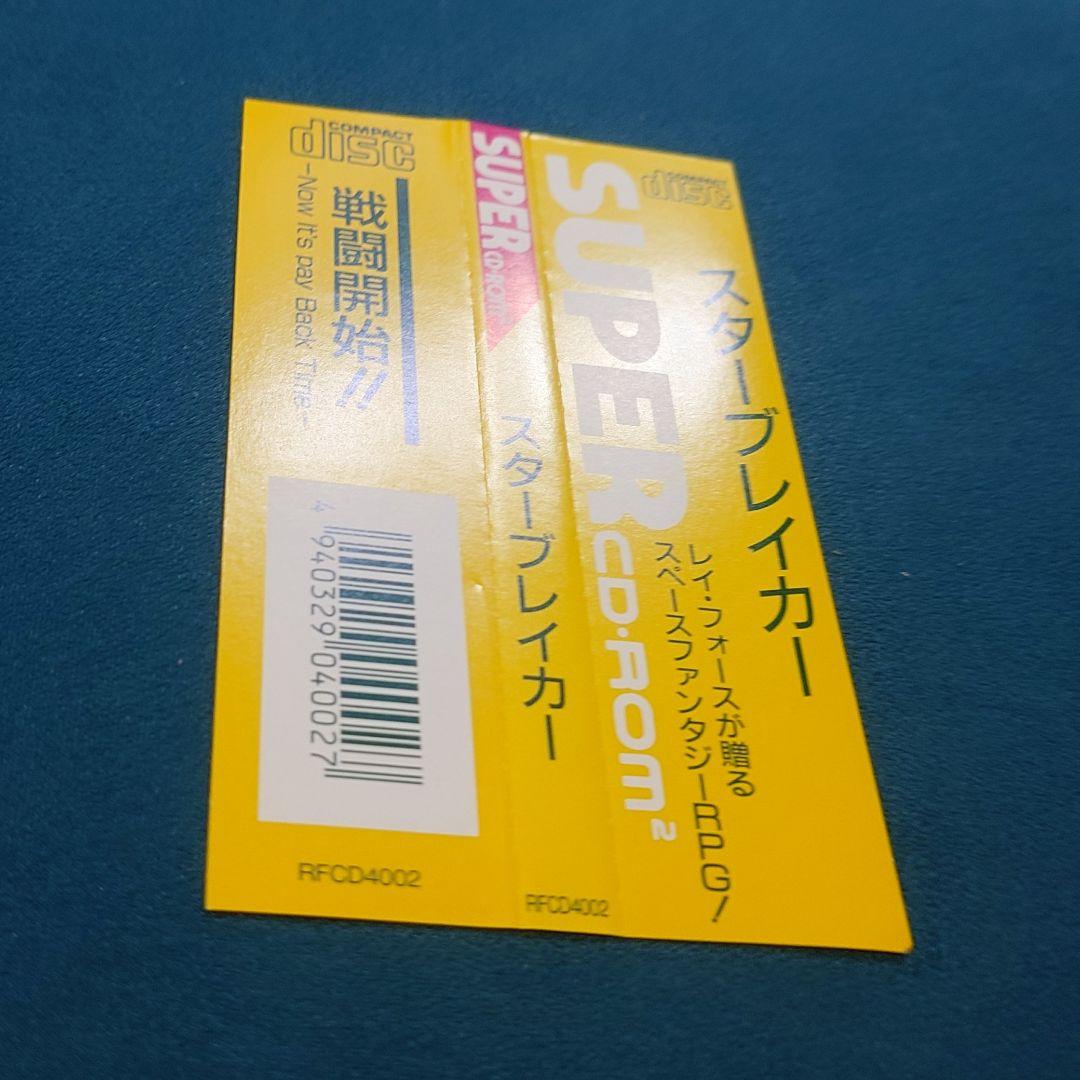 COMPACT
disc
戦闘開始!!
-Now It's pay Back Time-
4940329040027
RFCD4002
SUPER
CD-ROM²
スターブレイカー
RFCD4002
COMPACT
disc
スターブレイカー
SUPER
CD-ROM²
レイ・フォースが贈る
スペースファンタジーRPG!